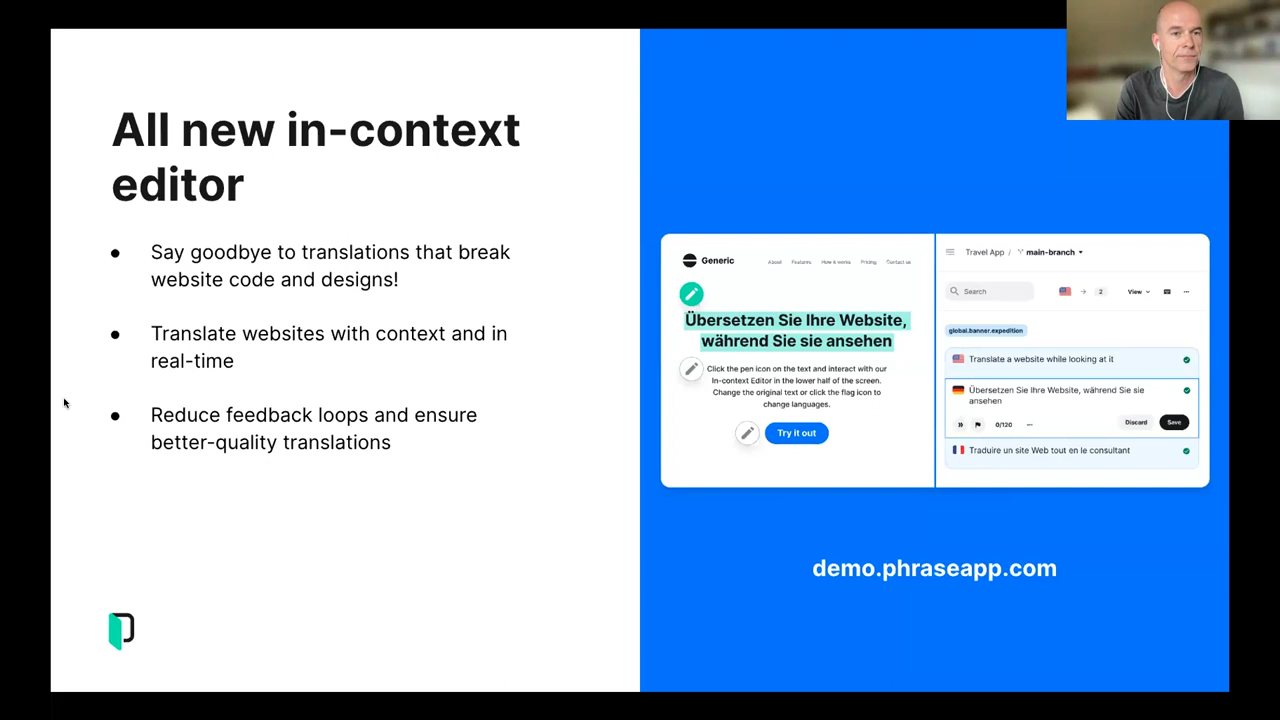 All new in-context
editor
● Say goodbye to translations that break
website code and designs!
● Translate websites with context and in
real-time
● Reduce feedback loops and ensure
better-quality translations
Generic
About Features How it works Pricing Contact us
Übersetzen Sie Ihre Website,
während Sie sie ansehen
Click the pen icon on the text and interact with our
In-context Editor in the lower half of the screen.
Change the original text or click the flag icon to
change languages.
Try it out
Travel App / main-branch
Search
2
View
global.banner.expedition
Translate a website while looking at it
Übersetzen Sie Ihre Website, während Sie sie
ansehen
0/120
Discard
Save
Traduire un site Web tout en le consultant
demo.phraseapp.com